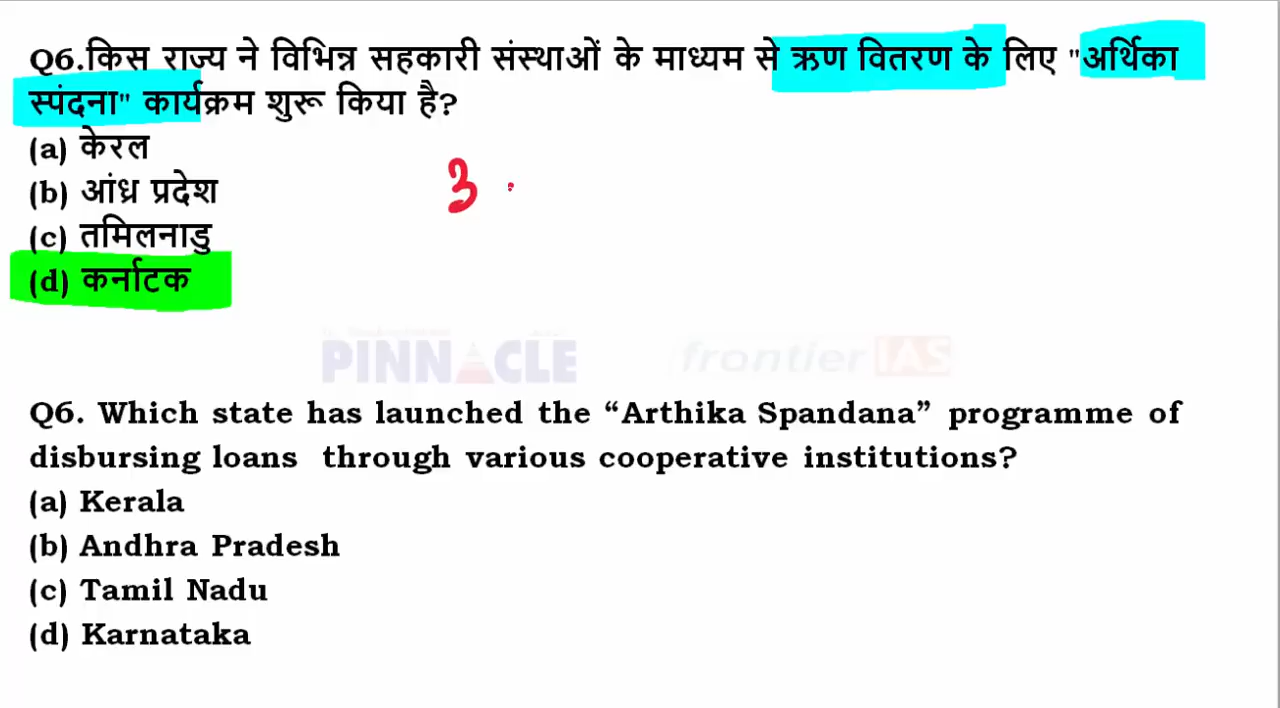 Q6.किस राज्य ने विभिन्न सहकारी संस्थाओं के माध्यम से ऋण वितरण के लिए "अर्थिका
स्पंदना" कार्यक्रम शुरू किया है?
(a) केरल
(b) आंध्र प्रदेश
(c) तमिलनाडु
(d) कर्नाटक
3
PINNACLE frontier IAS
Q6. Which state has launched the “Arthika Spandana” programme of
disbursing loans through various cooperative institutions?
(a) Kerala
(b) Andhra Pradesh
(c) Tamil Nadu
(d) Karnataka